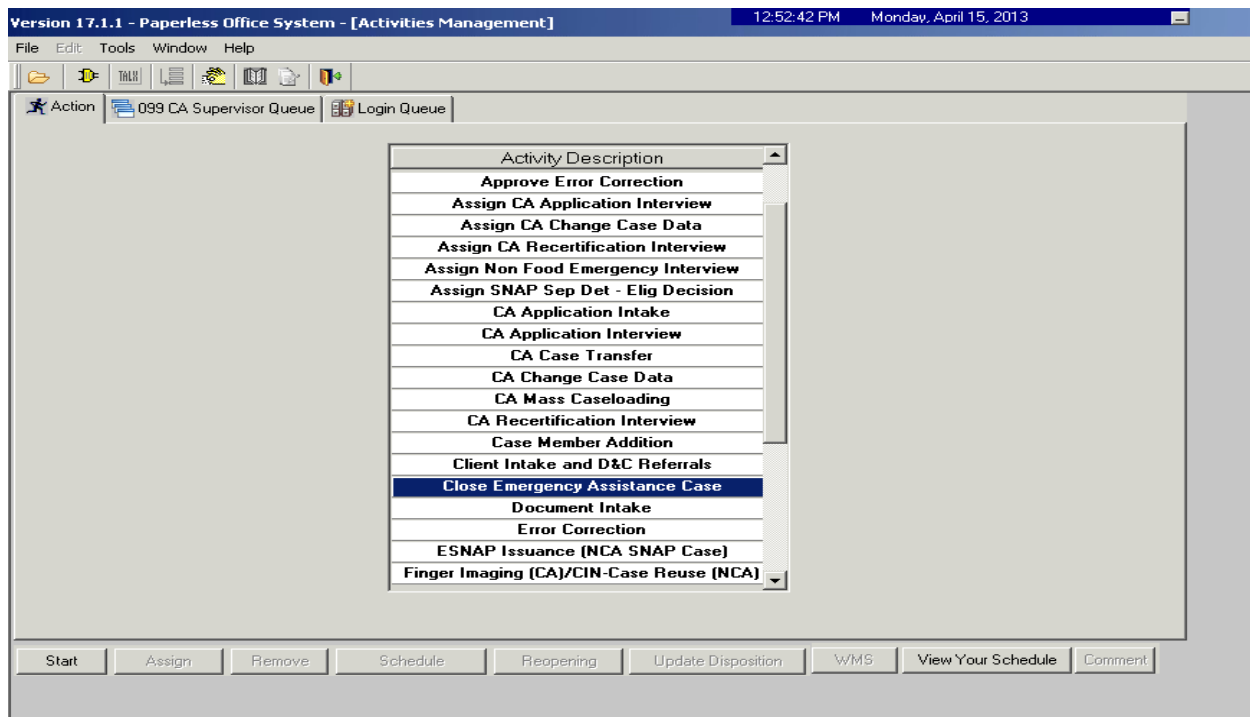 Version 17.1.1 - Paperless Office System - [Activities Management] 12:52:42 PM Monday, April 15, 2013
File Edit Tools Window Help
TALX
Action 099 CA Supervisor Queue Login Queue
Activity Description
Approve Error Correction
Assign CA Application Interview
Assign CA Change Case Data
Assign CA Recertification Interview
Assign Non Food Emergency Interview
Assign SNAP Sep Det - Elig Decision
CA Application Intake
CA Application Interview
CA Case Transfer
CA Change Case Data
CA Mass Caseloading
CA Recertification Interview
Case Member Addition
Client Intake and D&C Referrals
Close Emergency Assistance Case
Document Intake
Error Correction
ESNAP Issuance (NCA SNAP Case)
Finger Imaging (CA)/CIN-Case Reuse (NCA)
Start Assign Remove Schedule Reopening Update Disposition WMS View Your Schedule Comment